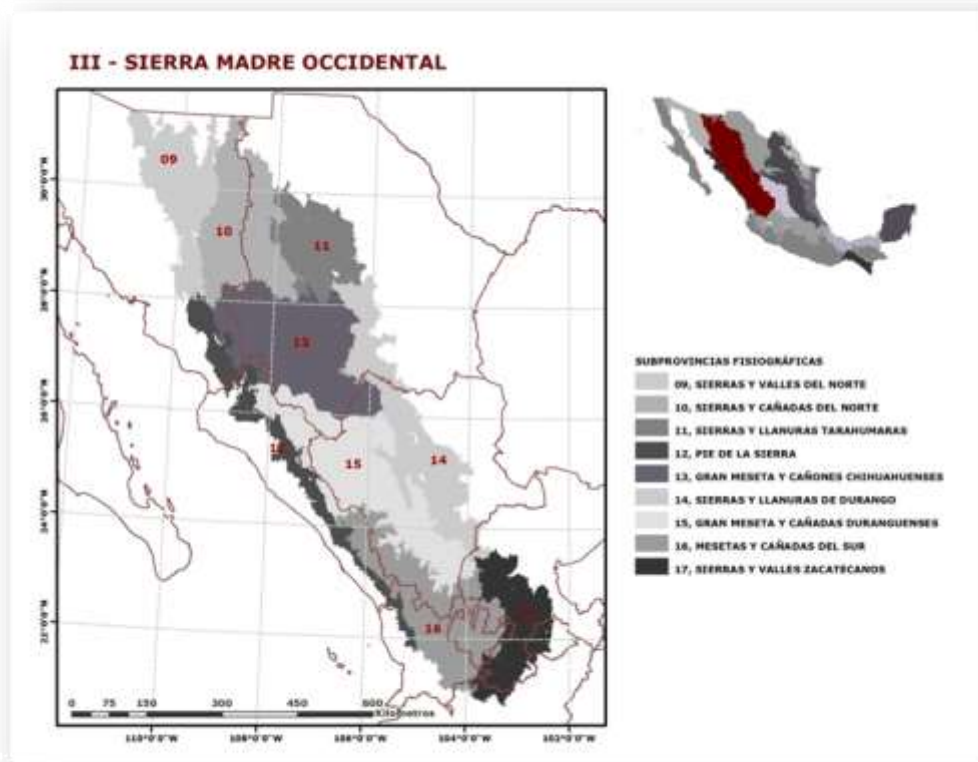 III - SIERRA MADRE OCCIDENTAL
09
10
11
13
12
15
14
16
0 75 150 300 450 600
Kilómetros
110°0'0"W 108°0'0"W 106°0'0"W 104°0'0"W 102°0'0"W
SUBPROVINCIAS FISIOGRÁFICAS
09, SIERRAS Y VALLES DEL NORTE
10, SIERRAS Y CAÑADAS DEL NORTE
11, SIERRAS Y LLANURAS TARAHUMARAS
12, PIE DE LA SIERRA
13, GRAN MESETA Y CAÑONES CHIHUAHUENSES
14, SIERRAS Y LLANURAS DE DURANGO
15, GRAN MESETA Y CAÑADAS DURANGUENSES
16, MESETAS Y CAÑADAS DEL SUR
17, SIERRAS Y VALLES ZACATECANOS